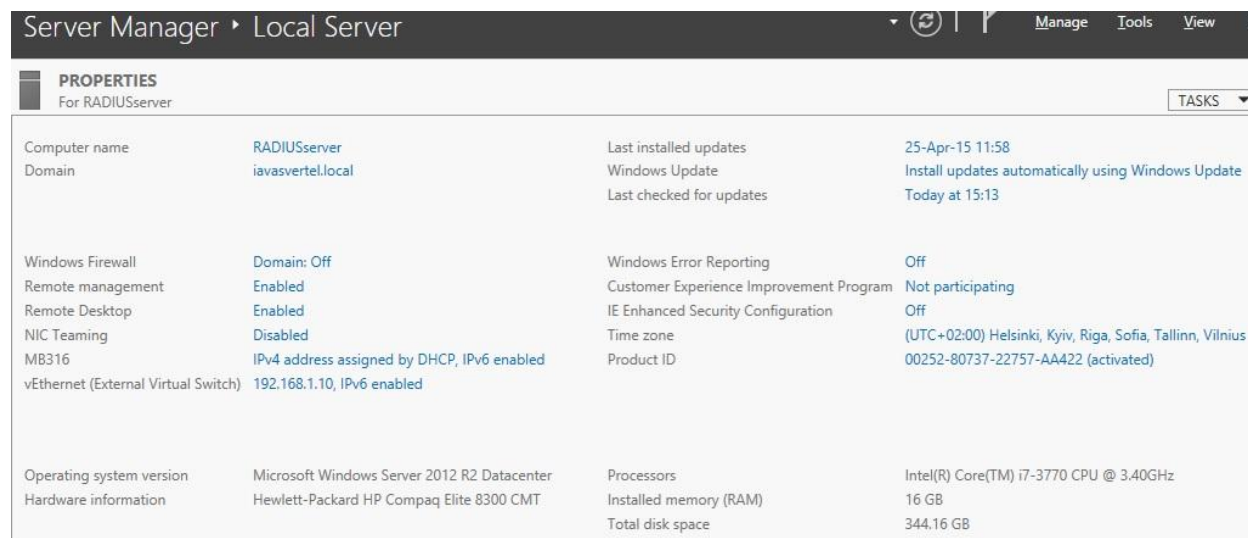 Server Manager ‣ Local Server
Manage Tools View
PROPERTIES
For RADIUSserver
TASKS
Computer name RADIUSserver Last installed updates 25-Apr-15 11:58
Domain iavasvertel.local Windows Update Install updates automatically using Windows Update
Last checked for updates Today at 15:13
Windows Firewall Domain: Off Windows Error Reporting Off
Remote management Enabled Customer Experience Improvement Program Not participating
Remote Desktop Enabled IE Enhanced Security Configuration Off
NIC Teaming Disabled Time zone (UTC+02:00) Helsinki, Kyiv, Riga, Sofia, Tallinn, Vilnius
MB316 IPv4 address assigned by DHCP, IPv6 enabled Product ID 00252-80737-22757-AA422 (activated)
vEthernet (External Virtual Switch) 192.168.1.10, IPv6 enabled
Operating system version Microsoft Windows Server 2012 R2 Datacenter Processors Intel(R) Core(TM) i7-3770 CPU @ 3.40GHz
Hardware information Hewlett-Packard HP Compaq Elite 8300 CMT Installed memory (RAM) 16 GB
Total disk space 344.16 GB